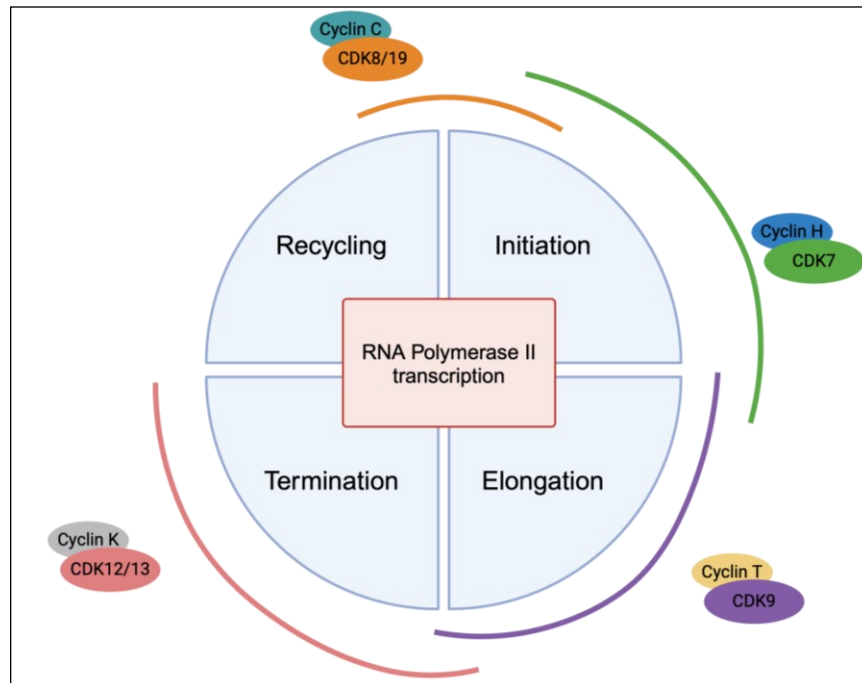 Cyclin C
CDK8/19
Recycling
Initiation
Cyclin H
CDK7
RNA Polymerase II
transcription
Termination
Elongation
Cyclin K
CDK12/13
Cyclin T
CDK9